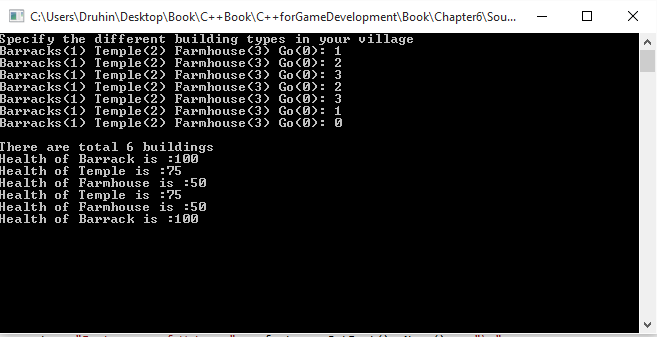 C:\Users\Druhin\Desktop\Book\C++Book\C++forGameDevelopment\Book\Chapter6\Sou...
Specify the different building types in your village
Barracks(1) Temple(2) Farmhouse(3) Go(0): 1
Barracks(1) Temple(2) Farmhouse(3) Go(0): 2
Barracks(1) Temple(2) Farmhouse(3) Go(0): 3
Barracks(1) Temple(2) Farmhouse(3) Go(0): 2
Barracks(1) Temple(2) Farmhouse(3) Go(0): 3
Barracks(1) Temple(2) Farmhouse(3) Go(0): 1
Barracks(1) Temple(2) Farmhouse(3) Go(0): 0
There are total 6 buildings
Health of Barrack is :100
Health of Temple is :75
Health of Farmhouse is :50
Health of Temple is :75
Health of Farmhouse is :50
Health of Barrack is :100